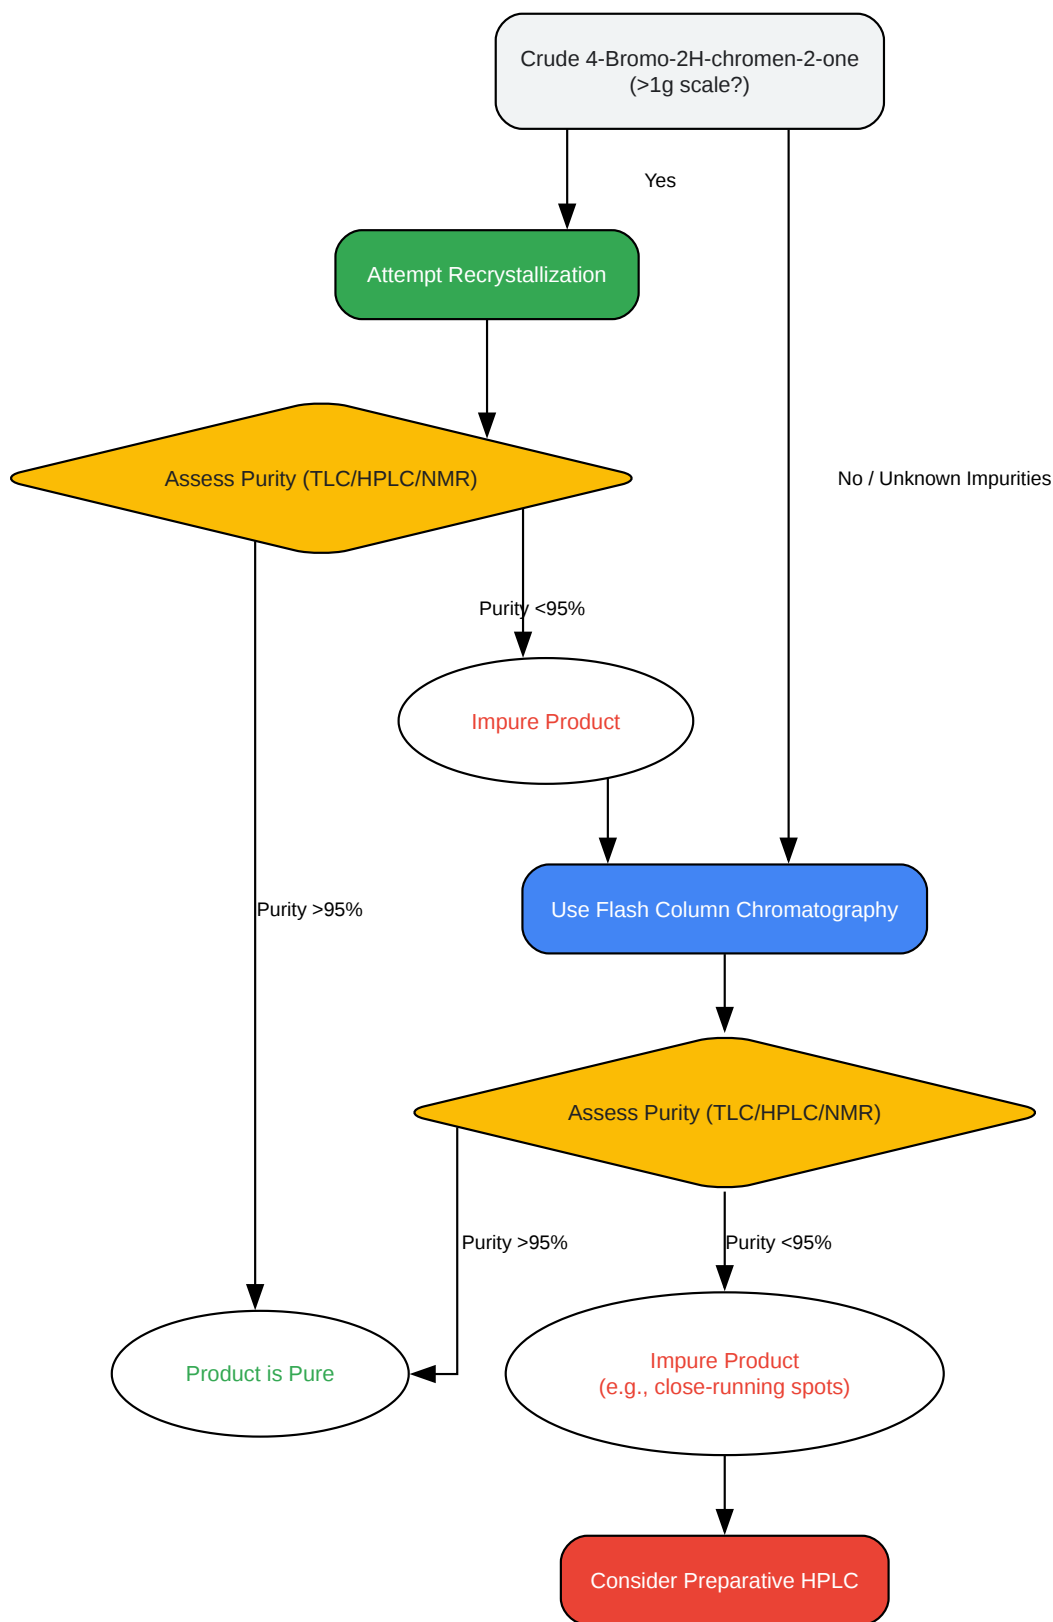 Crude 4-Bromo-2H-chromen-2-one
(>1g scale?)
Yes
Attempt Recrystallization
Assess Purity (TLC/HPLC/NMR)
No / Unknown Impurities
Purity <95%
Impure Product
Purity >95%
Use Flash Column Chromatography
Assess Purity (TLC/HPLC/NMR)
Purity >95%
Purity <95%
Product is Pure
Impure Product
(e.g., close-running spots)
Consider Preparative HPLC